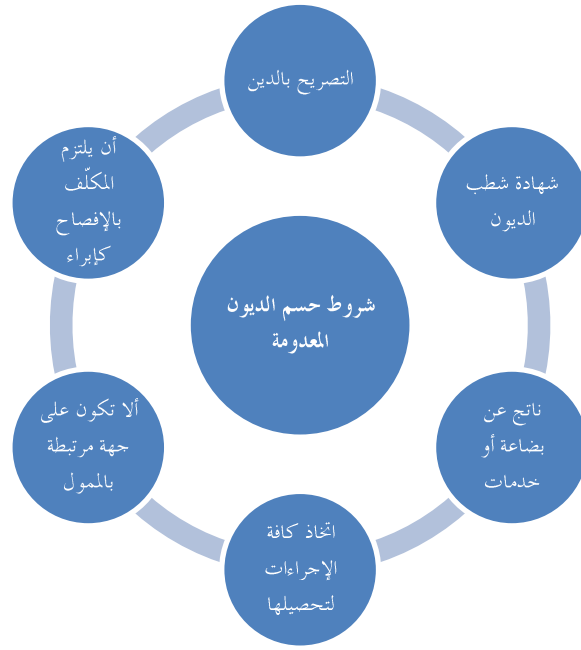 التصريح بالدين
شهادة شطب
الديون
ناتج عن
بضاعة أو
خدمات
اتخاذ كافة
الإجراءات
لتحصيلها
ألا تكون على
جهة مرتبطة
بالممول
أن يلتزم
المكلّف
بالإفصاح
كإبراء
شروط حسم الديون
المعدومة